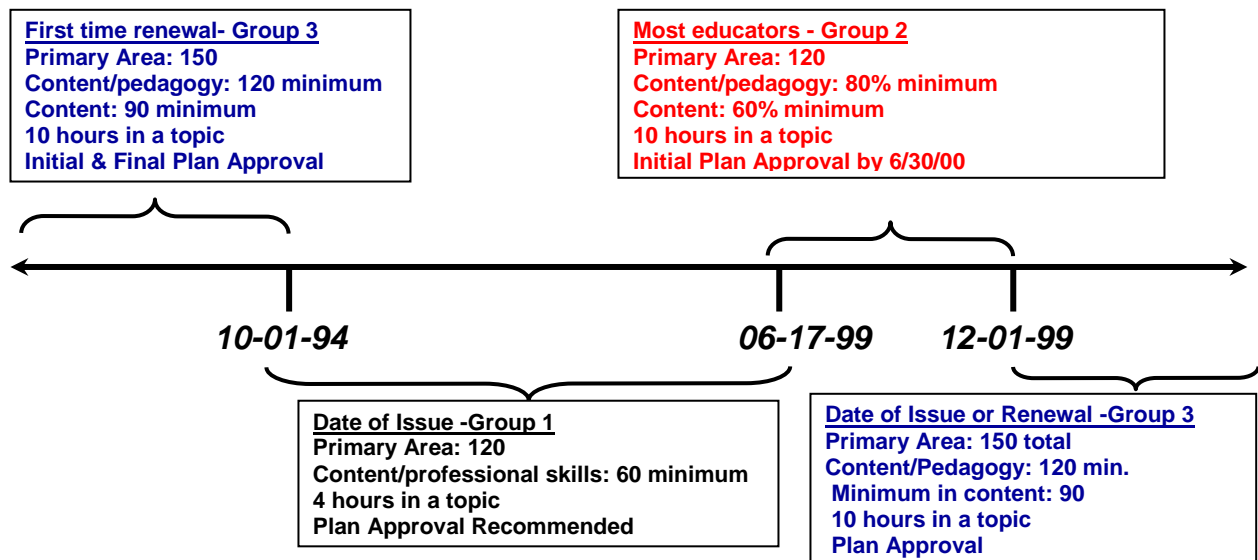 First time renewal- Group 3
Primary Area: 150
Content/pedagogy: 120 minimum
Content: 90 minimum
10 hours in a topic
Initial & Final Plan Approval
Most educators - Group 2
Primary Area: 120
Content/pedagogy: 80% minimum
Content: 60% minimum
10 hours in a topic
Initial Plan Approval by 6/30/00
10-01-94
06-17-99
12-01-99
Date of Issue -Group 1
Primary Area: 120
Content/professional skills: 60 minimum
4 hours in a topic
Plan Approval Recommended
Date of Issue or Renewal -Group 3
Primary Area: 150 total
Content/Pedagogy: 120 min.
Minimum in content: 90
10 hours in a topic
Plan Approval